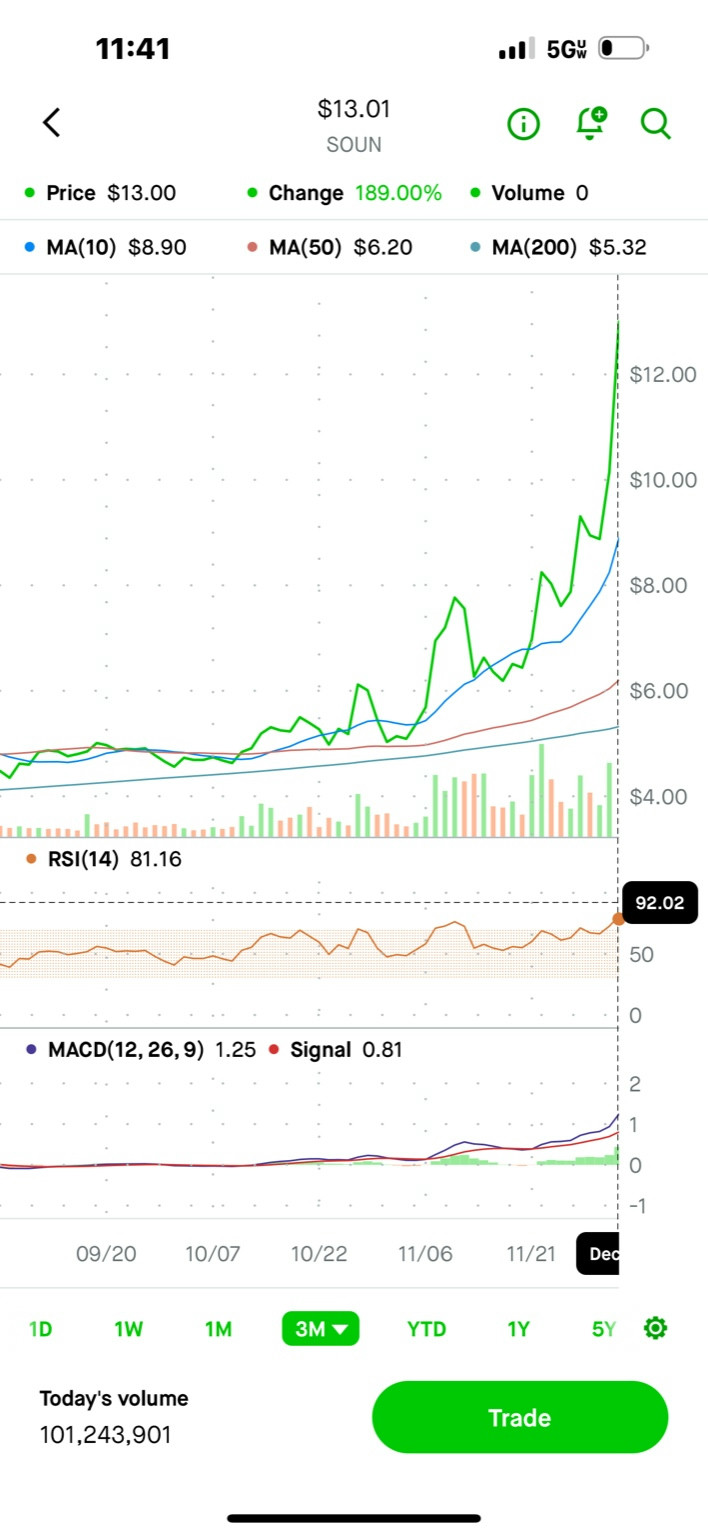 11:41 5GUW
$13.01
SOUN
Price $13.00 Change 189.00% Volume 0
MA(10) $8.90 MA(50) $6.20 MA(200) $5.32
$12.00
$10.00
$8.00
$6.00
$4.00
RSI(14) 81.16
92.02
50
0
MACD(12, 26, 9) 1.25 Signal 0.81
2
1
0
-1
09/20 10/07 10/22 11/06 11/21 Dec
1D 1W 1M 3M YTD 1Y 5Y
Today's volume
101,243,901
Trade